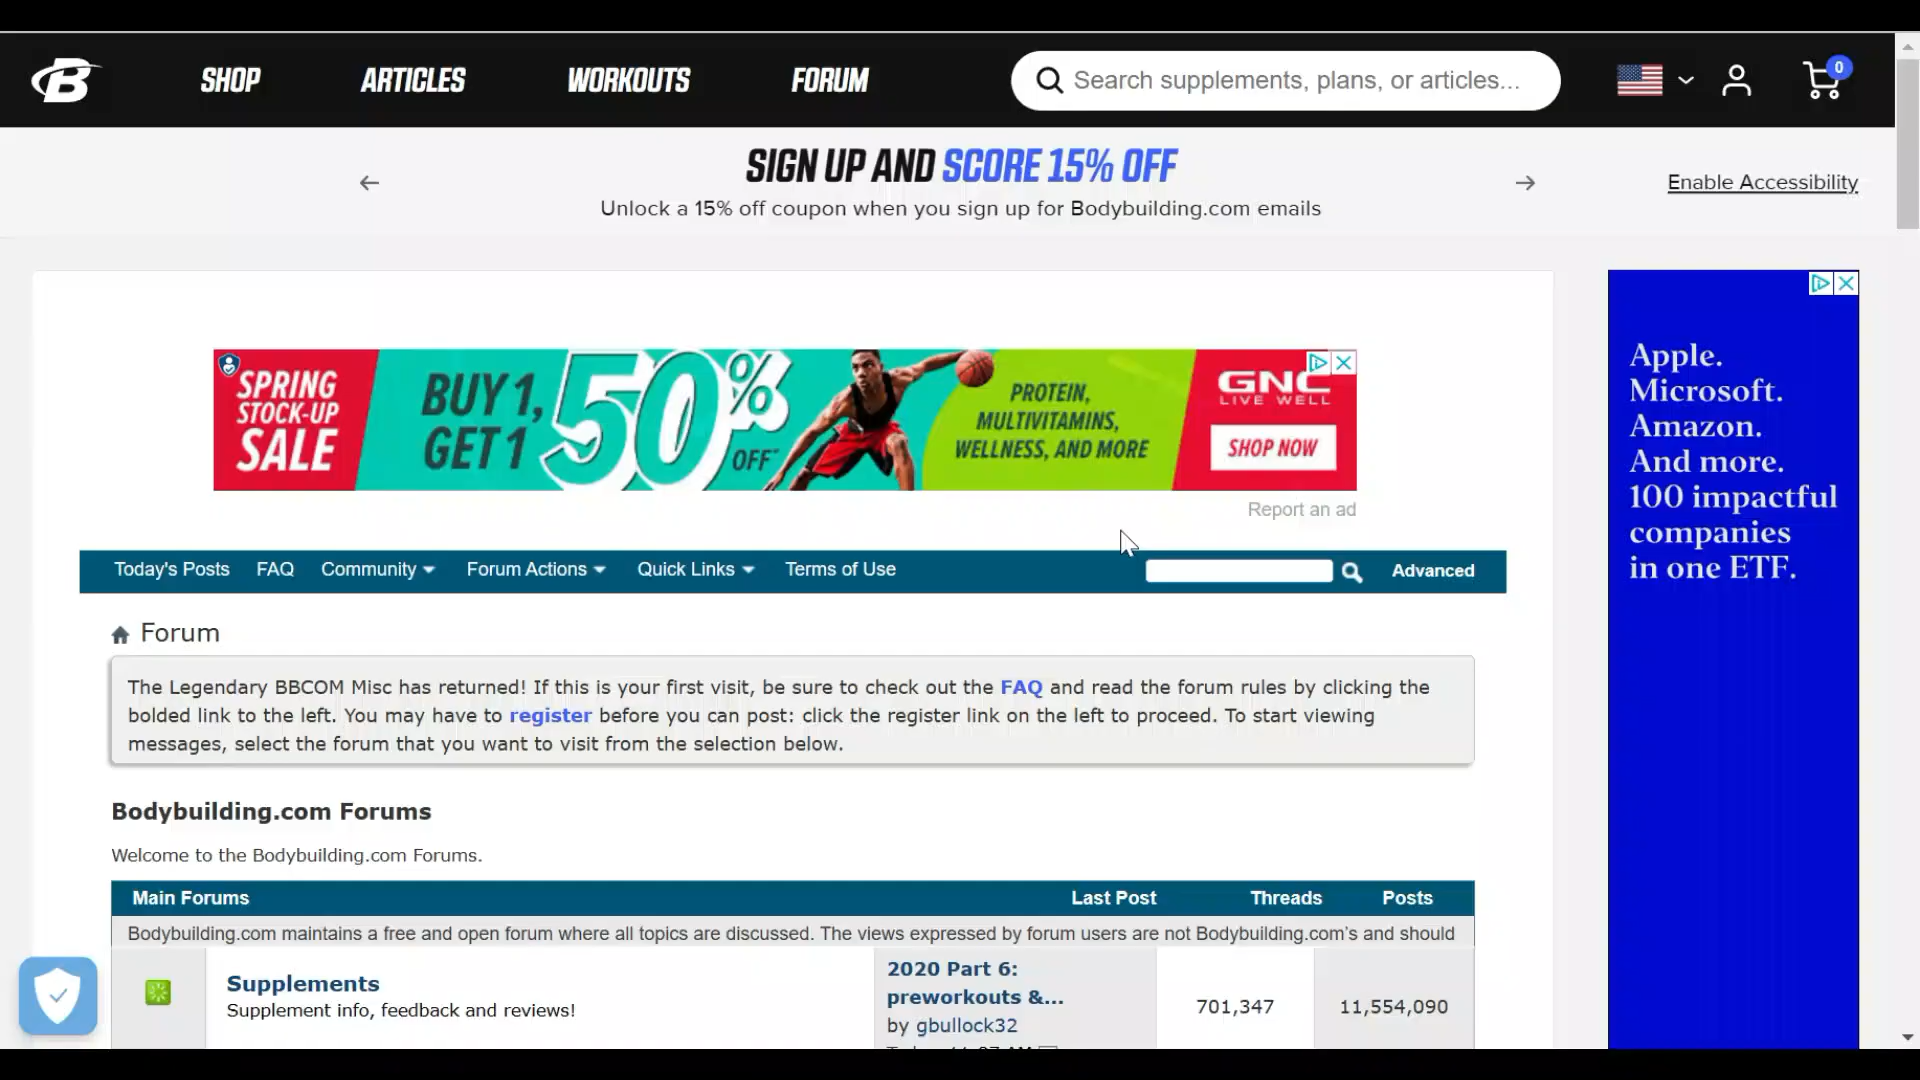 B
SHOP ARTICLES WORKOUTS FORUM
Search supplements, plans, or articles...
0
SIGN UP AND SCORE 15% OFF
Unlock a 15% off coupon when you sign up for Bodybuilding.com emails
Enable Accessibility
SPRING
STOCK-UP
SALE
BUY 1,
GET 1
50% OFF*
PROTEIN,
MULTIVITAMINS,
WELLNESS, AND MORE
GNC
LIVE WELL
SHOP NOW
Report an ad
Apple.
Microsoft.
Amazon.
And more.
100 impactful
companies
in one ETF.
Today's Posts FAQ Community Forum Actions Quick Links Terms of Use Advanced
Forum
The Legendary BBCOM Misc has returned! If this is your first visit, be sure to check out the FAQ and read the forum rules by clicking the
bolded link to the left. You may have to register before you can post: click the register link on the left to proceed. To start viewing
messages, select the forum that you want to visit from the selection below.
Bodybuilding.com Forums
Welcome to the Bodybuilding.com Forums.
Main Forums Last Post Threads Posts
Bodybuilding.com maintains a free and open forum where all topics are discussed. The views expressed by forum users are not Bodybuilding.com's and should
Supplements
Supplement info, feedback and reviews!
2020 Part 6:
preworkouts &...
by gbullock32
701,347
11,554,090